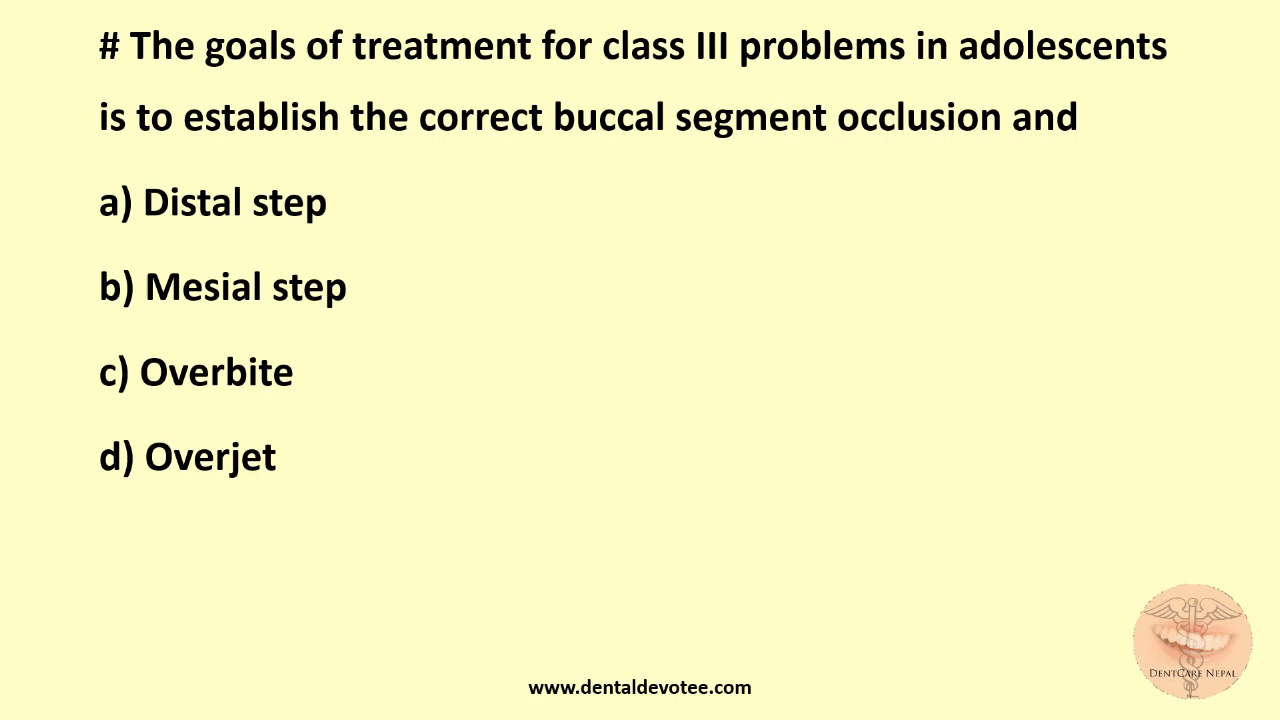 # The goals of treatment for class III problems in adolescents
is to establish the correct buccal segment occlusion and
a) Distal step
b) Mesial step
c) Overbite
d) Overjet
DENTCARE NEPAL
www.dentaldevotee.com